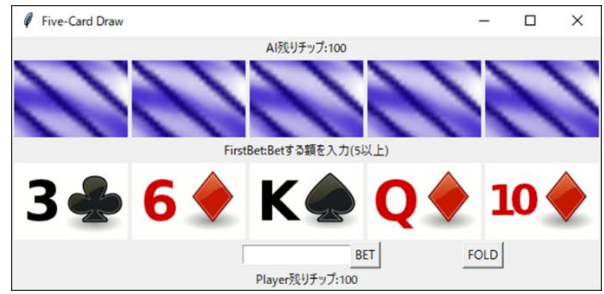 Five-Card Draw
AI残りチップ:100
FirstBet:Betする額を入力(5以上)
3 6 K Q 10
BET FOLD
Player残りチップ:100